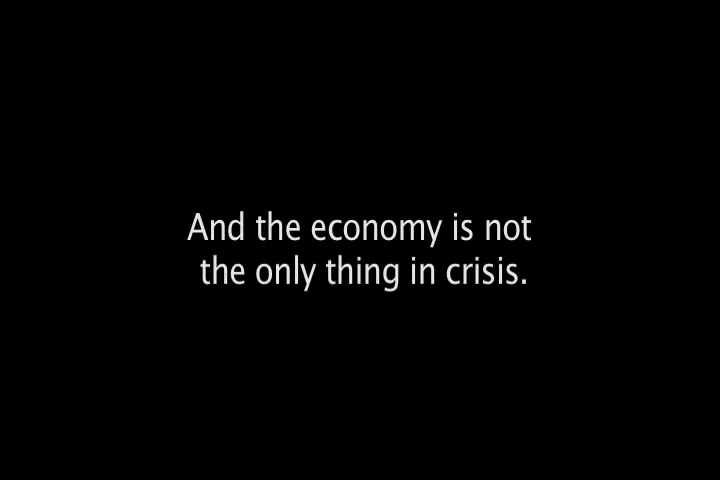 And the economy is not
the only thing in crisis.